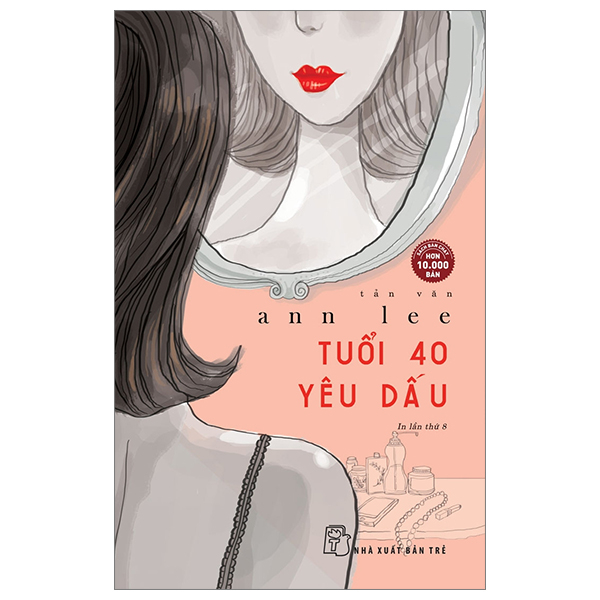 SÁCH BÁN CHẠY
HƠN
10.000
BẢN
tản văn
ann lee
TUỔI 40
YÊU DẤU
In lần thứ 8
NHÀ XUẤT BẢN TRẺ